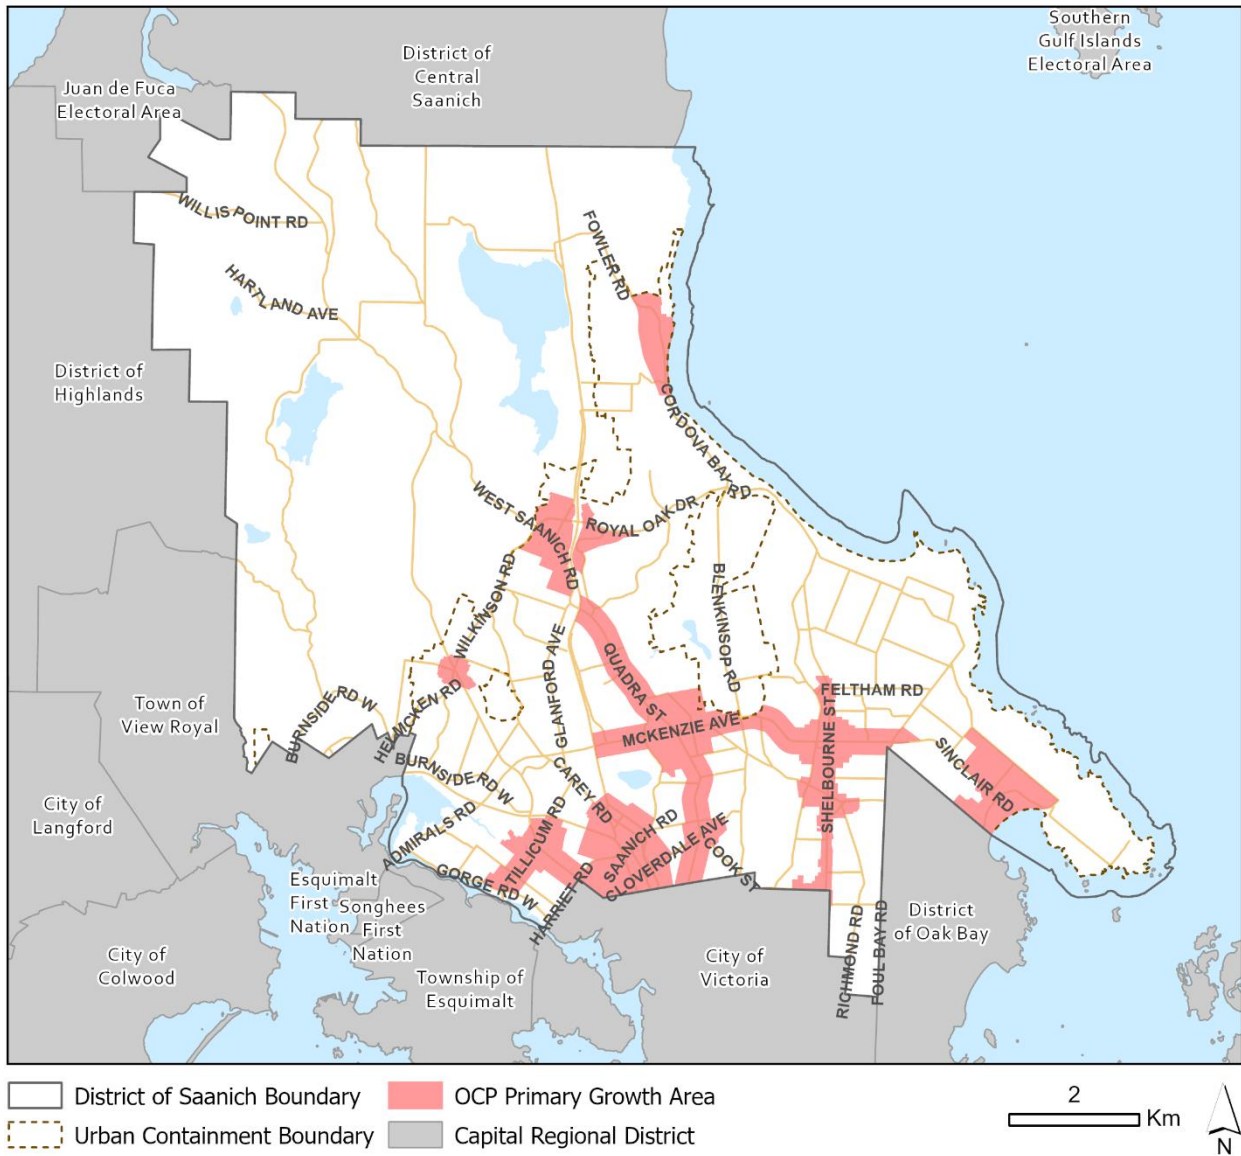 Southern
Gulf Islands
Electoral Area
District of
Central
Saanich
Juan de Fuca
Electoral Area
WILLIS POINT RD
FOWLER RD
HARTLAND AVE
District of
Highlands
CORDOVA BAY RD
WEST SAANICH RD
ROYAL OAK DR
WILKINSON RD
BLENKINSOP RD
GLANFORD AVE
QUADRA ST
Town of
View Royal
BURNSIDE RD W
HELMCKEN RD
FELTHAM RD
MCKENZIE AVE
SHELBOURNE ST
SINCLAIR RD
BURNSIDE RD W
CAREY RD
City of
Langford
ADMIRALS RD
TILLICUM RD
SAANICH RD
CLOVERDALE AVE
COOK ST
GORGE RD W
HARRIET RD
Esquimalt
First
Nation
Songhees
First
Nation
District
of Oak Bay
RICHMOND RD
FOUL BAY RD
City of
Colwood
Township of
Esquimalt
City of
Victoria
District of Saanich Boundary
OCP Primary Growth Area
Urban Containment Boundary
Capital Regional District
2
Km
N